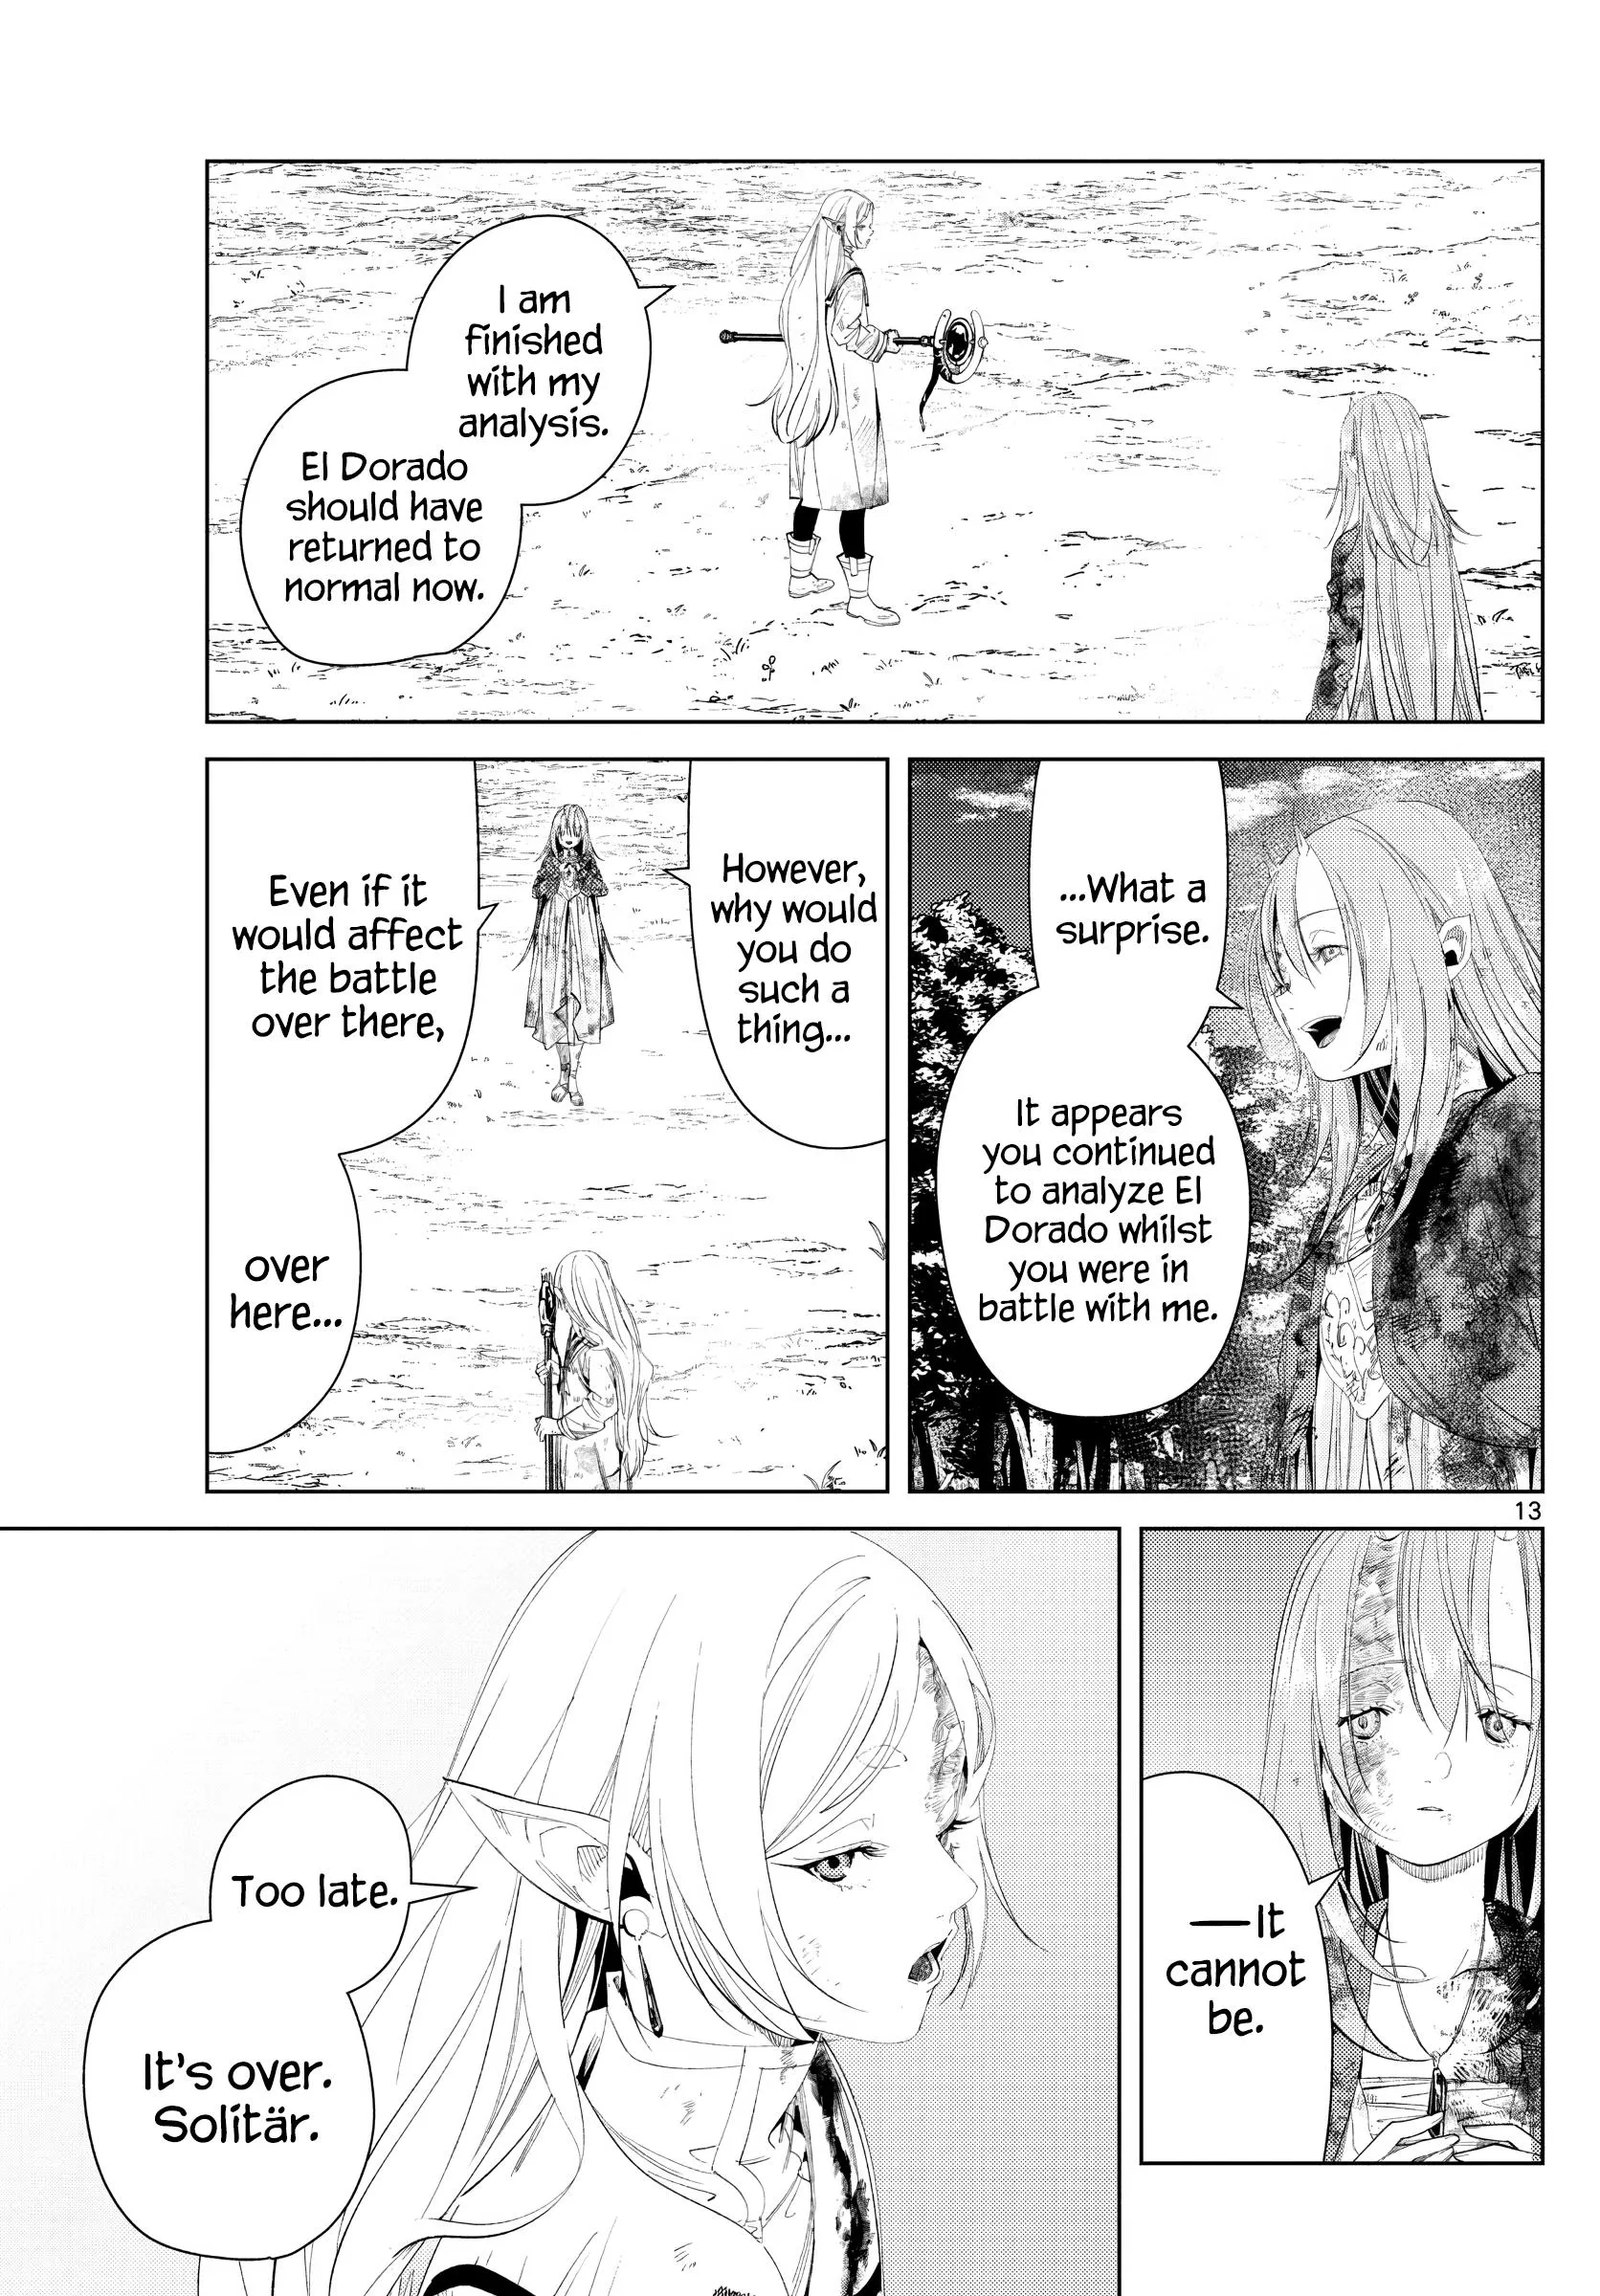 I am
finished
with my
analysis.
El Dorado
should have
returned to
normal now.
...What a
surprise.
It appears
you continued
to analyze El
Dorado whilst
you were in
battle with me.
However,
why would
you do
such a
thing...
Even if it
would affect
the battle
over there,
over
here...
13
—It
cannot
be.
Too late.
It's over.
Solitär.